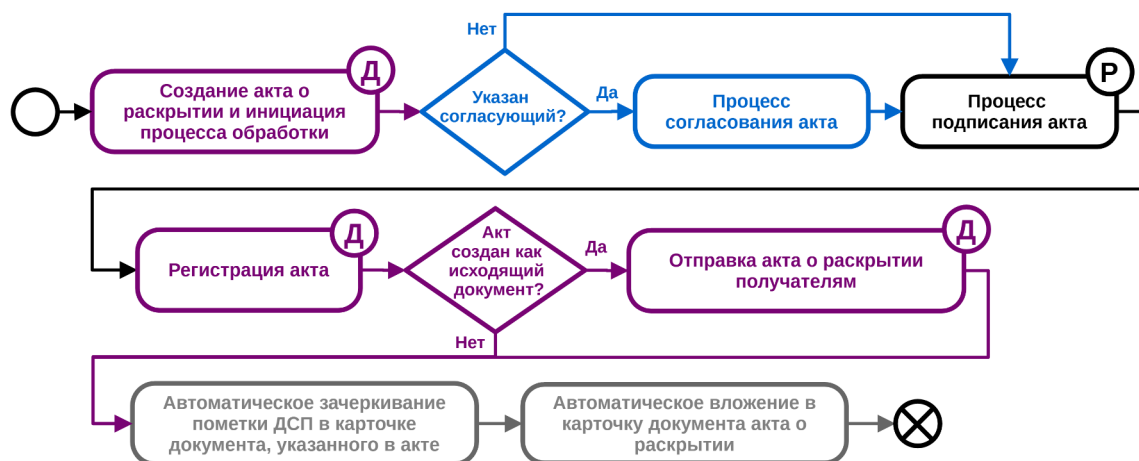 Нет
Д
Р
Создание акта о
раскрытии и инициация
процесса обработки
Указан
согласующий?
Да
Процесс
согласования акта
Процесс
подписания акта
Д
Регистрация акта
Акт
создан как
исходящий
документ?
Да
Д
Отправка акта о раскрытии
получателям
Нет
Автоматическое зачеркивание
пометки ДСП в карточке
документа, указанного в акте
Автоматическое вложение в
карточку документа акта о
раскрытии